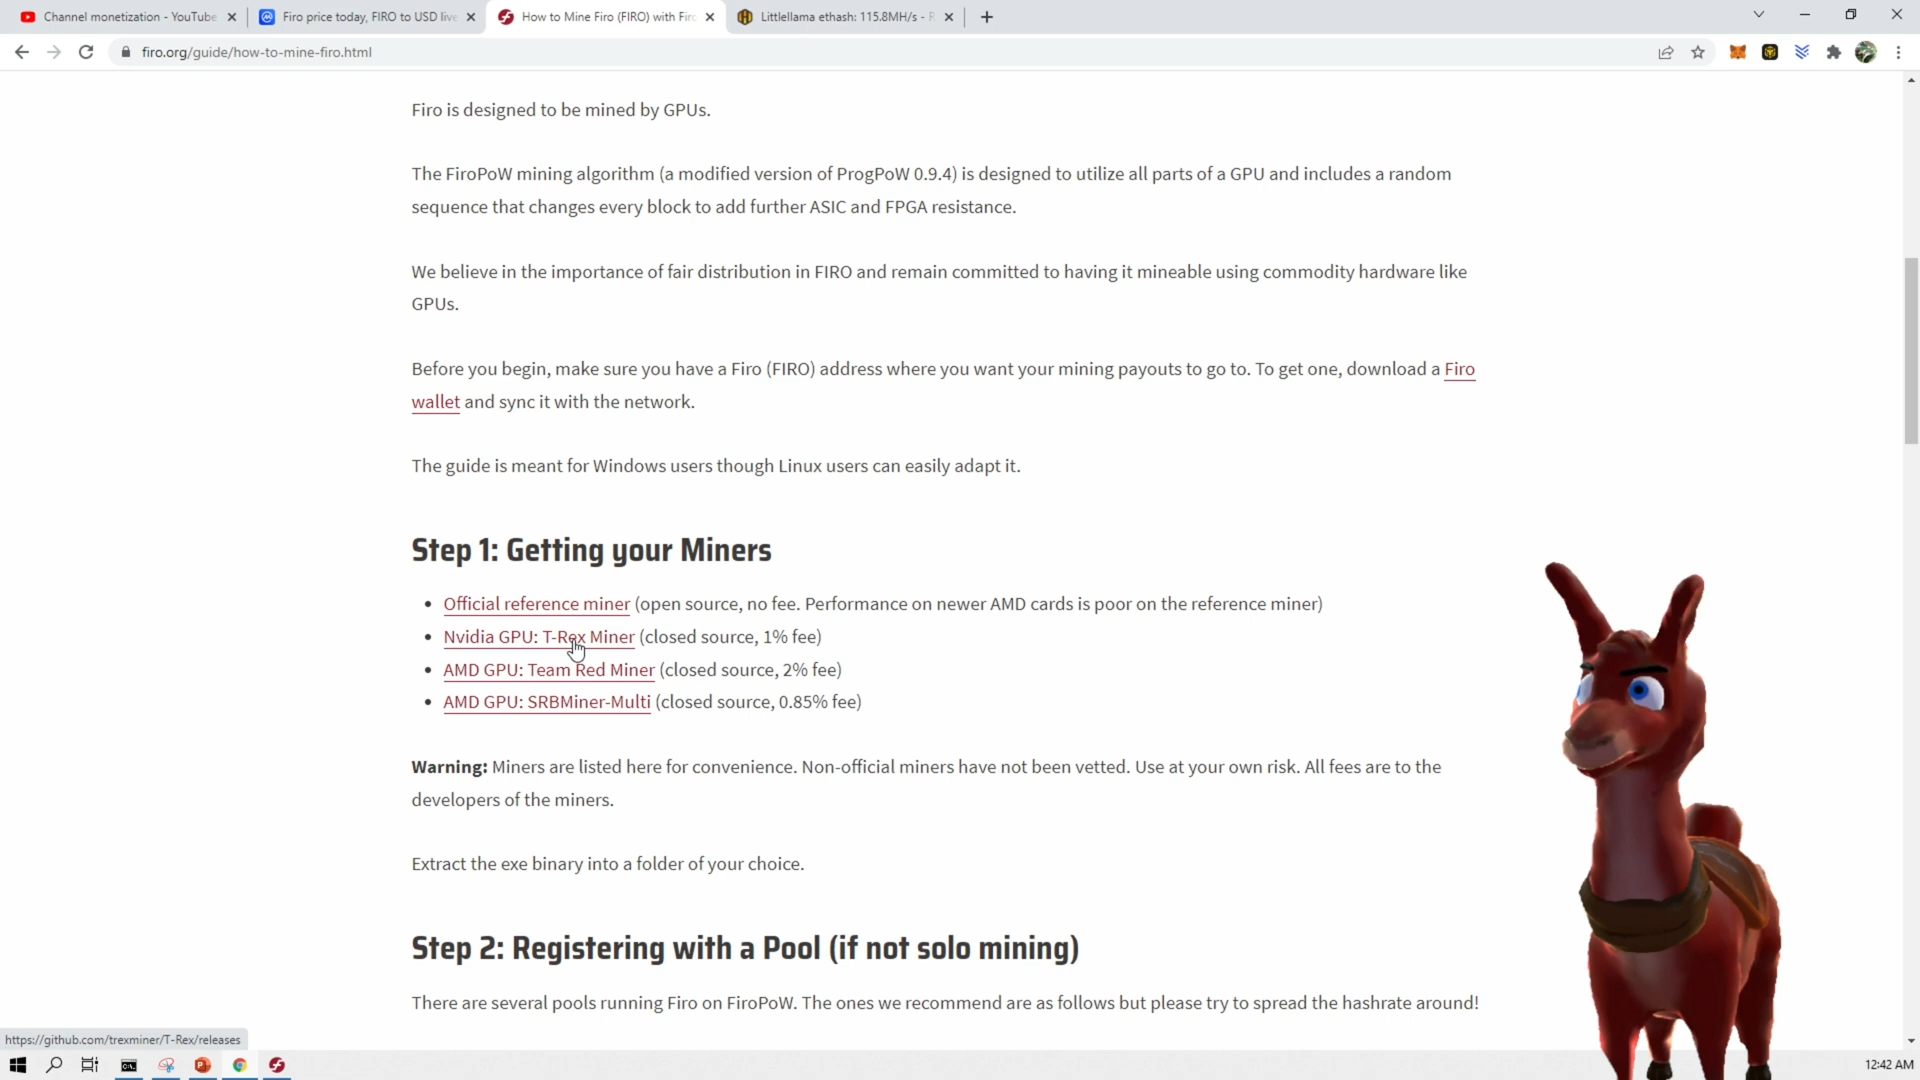 Channel monetization - YouTube
Firo price today, FIRO to USD live
How to Mine Firo (FIRO) with Firo
Littlellama ethash: 115.8MH/s -
firo.org/guide/how-to-mine-firo.html
Firo is designed to be mined by GPUs.
The FiroPoW mining algorithm (a modified version of ProgPoW 0.9.4) is designed to utilize all parts of a GPU and includes a random
sequence that changes every block to add further ASIC and FPGA resistance.
We believe in the importance of fair distribution in FIRO and remain committed to having it mineable using commodity hardware like
GPUs.
Before you begin, make sure you have a Firo (FIRO) address where you want your mining payouts to go to. To get one, download a Firo
wallet and sync it with the network.
The guide is meant for Windows users though Linux users can easily adapt it.
Step 1: Getting your Miners
• Official reference miner (open source, no fee. Performance on newer AMD cards is poor on the reference miner)
• Nvidia GPU: T-Rex Miner (closed source, 1% fee)
• AMD GPU: Team Red Miner (closed source, 2% fee)
• AMD GPU: SRBMiner-Multi (closed source, 0.85% fee)
Warning: Miners are listed here for convenience. Non-official miners have not been vetted. Use at your own risk. All fees are to the
developers of the miners.
Extract the exe binary into a folder of your choice.
Step 2: Registering with a Pool (if not solo mining)
There are several pools running Firo on FiroPoW. The ones we recommend are as follows but please try to spread the hashrate around!
https://github.com/trexminer/T-Rex/releases
12:42 AM